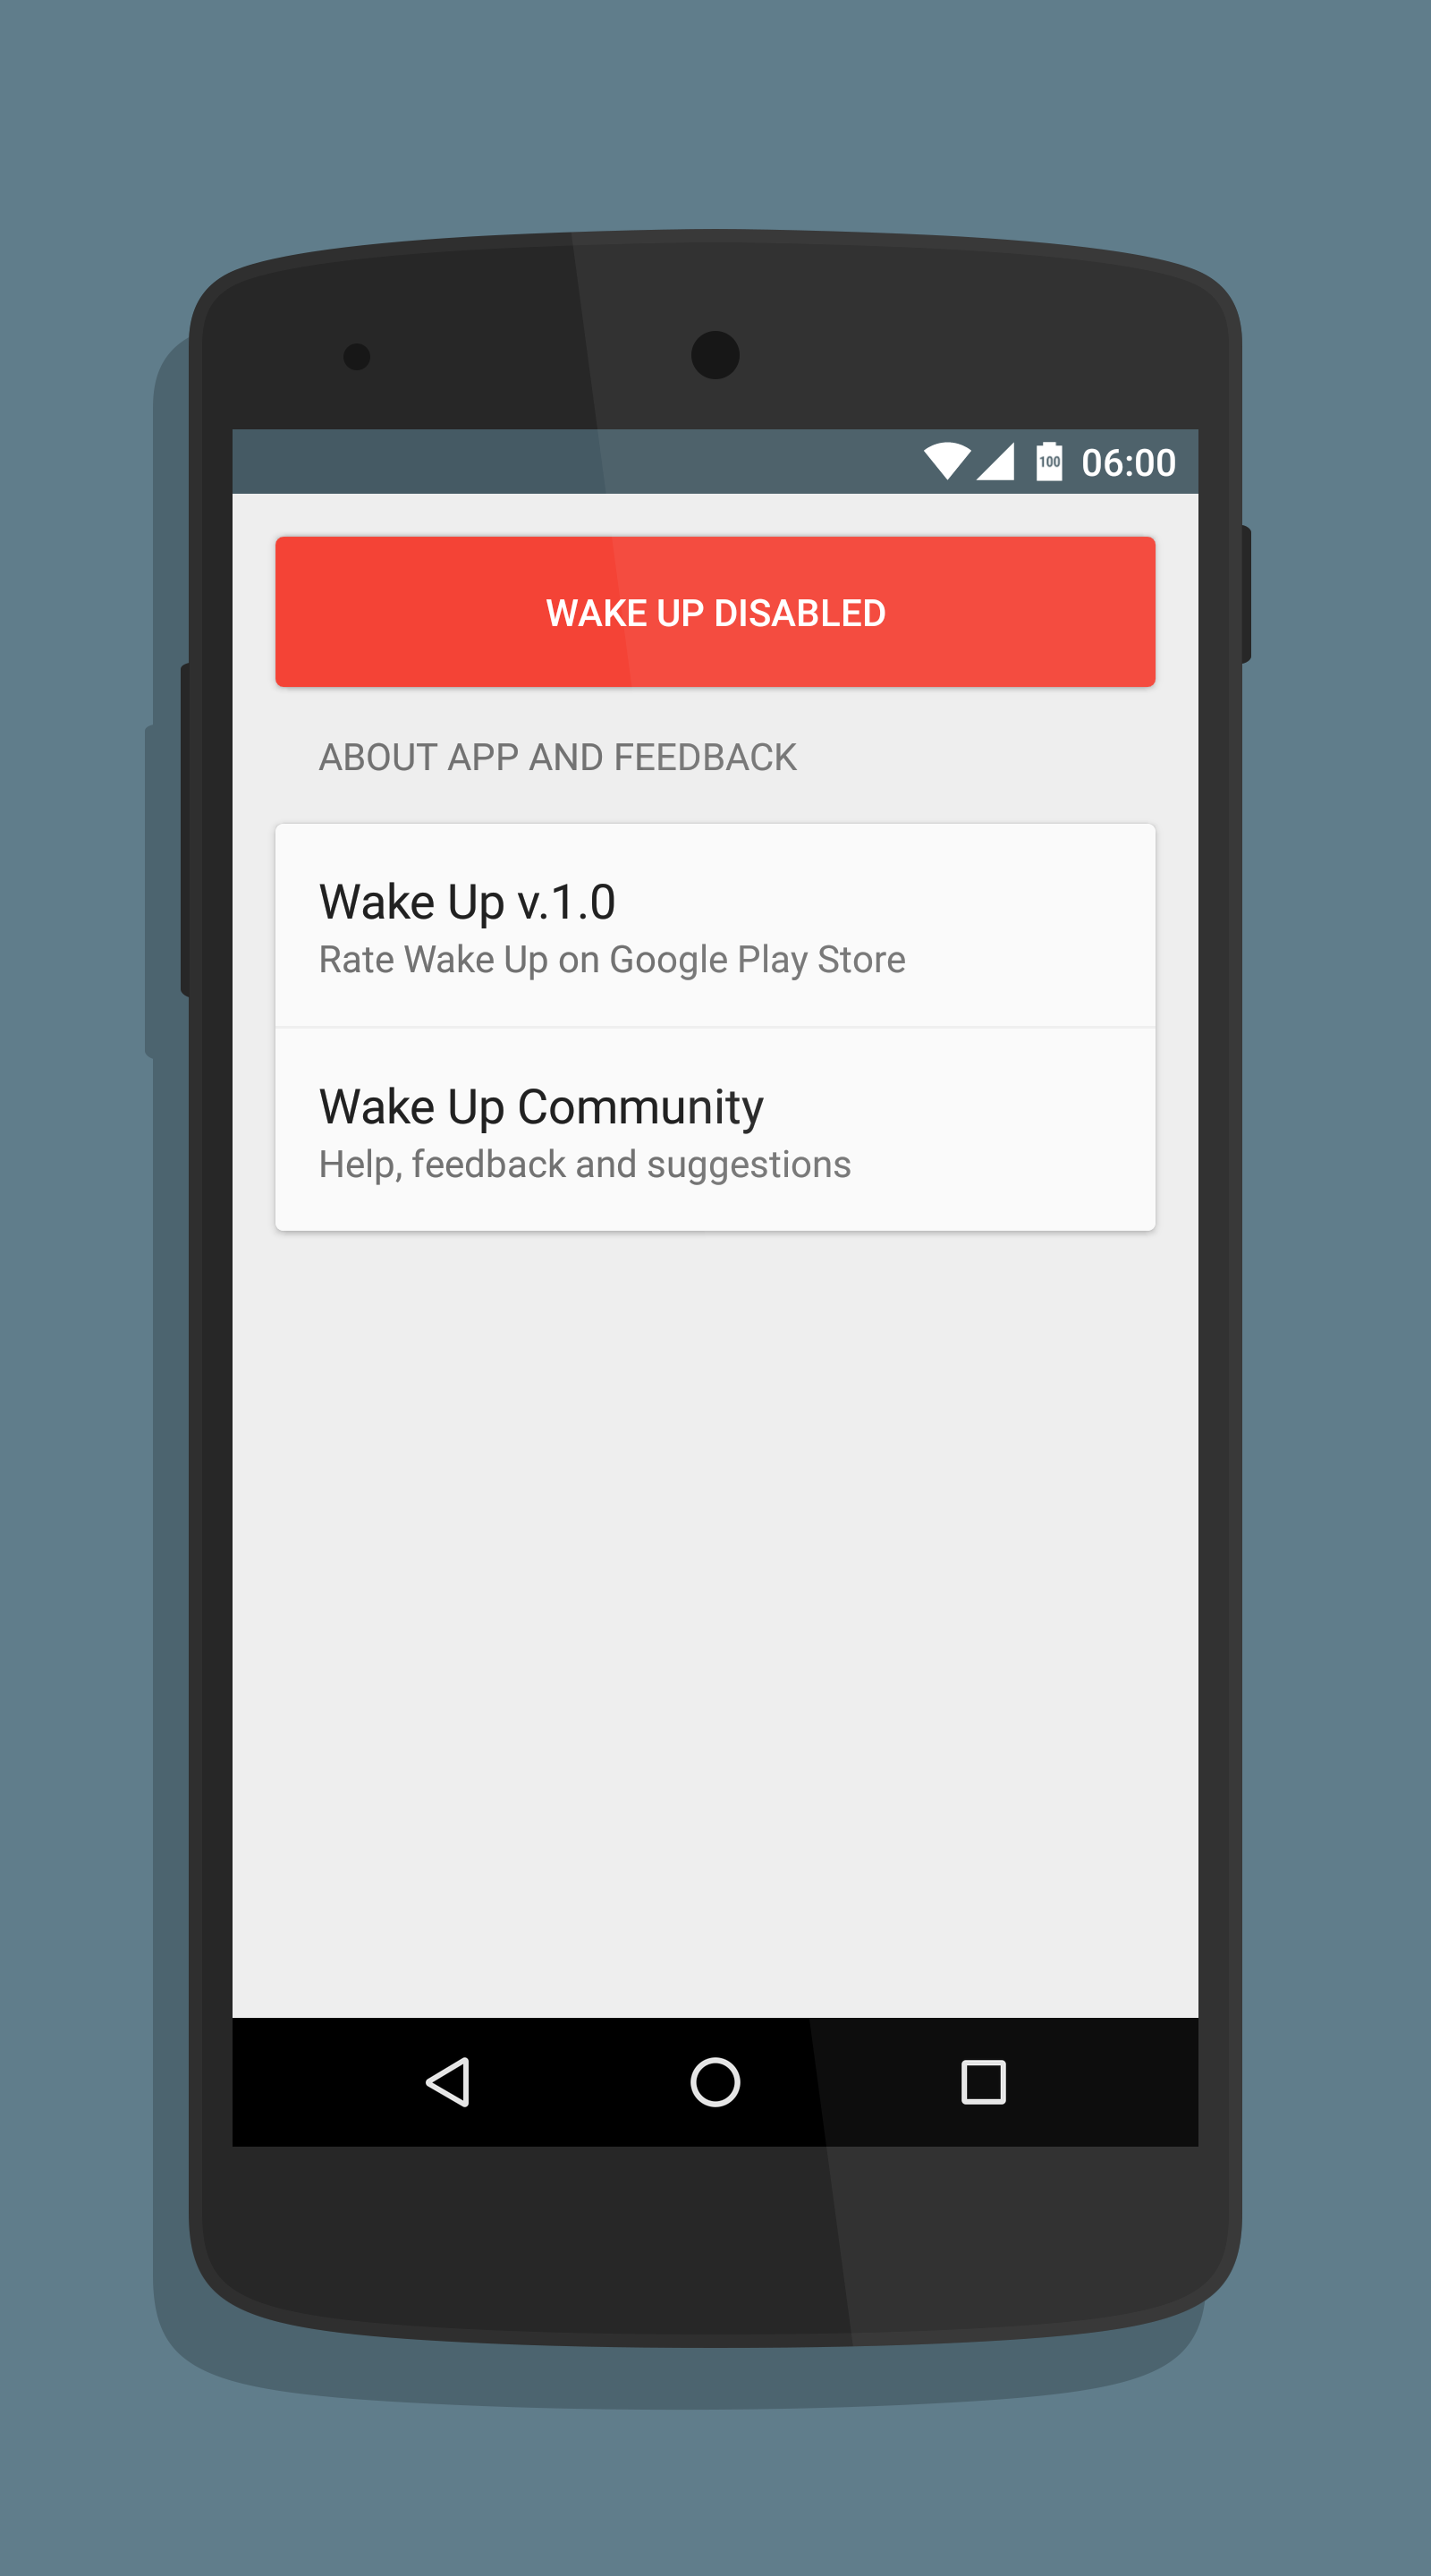 100 06:00
WAKE UP DISABLED
ABOUT APP AND FEEDBACK
Wake Up v.1.0
Rate Wake Up on Google Play Store
Wake Up Community
Help, feedback and suggestions